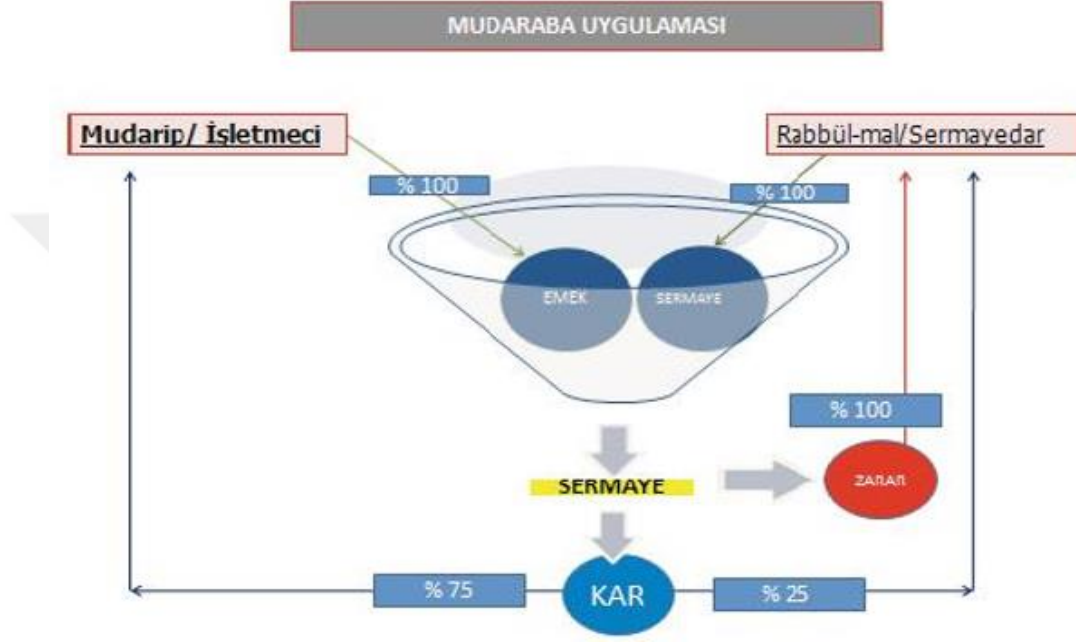 MUDARABA UYGULAMASI
Mudarip/ İşletmeci
Rabbül-mal/Sermayedar
% 100
% 100
EMEK
SERMAYE
% 100
SERMAYE
ZARAR
% 75
KAR
% 25